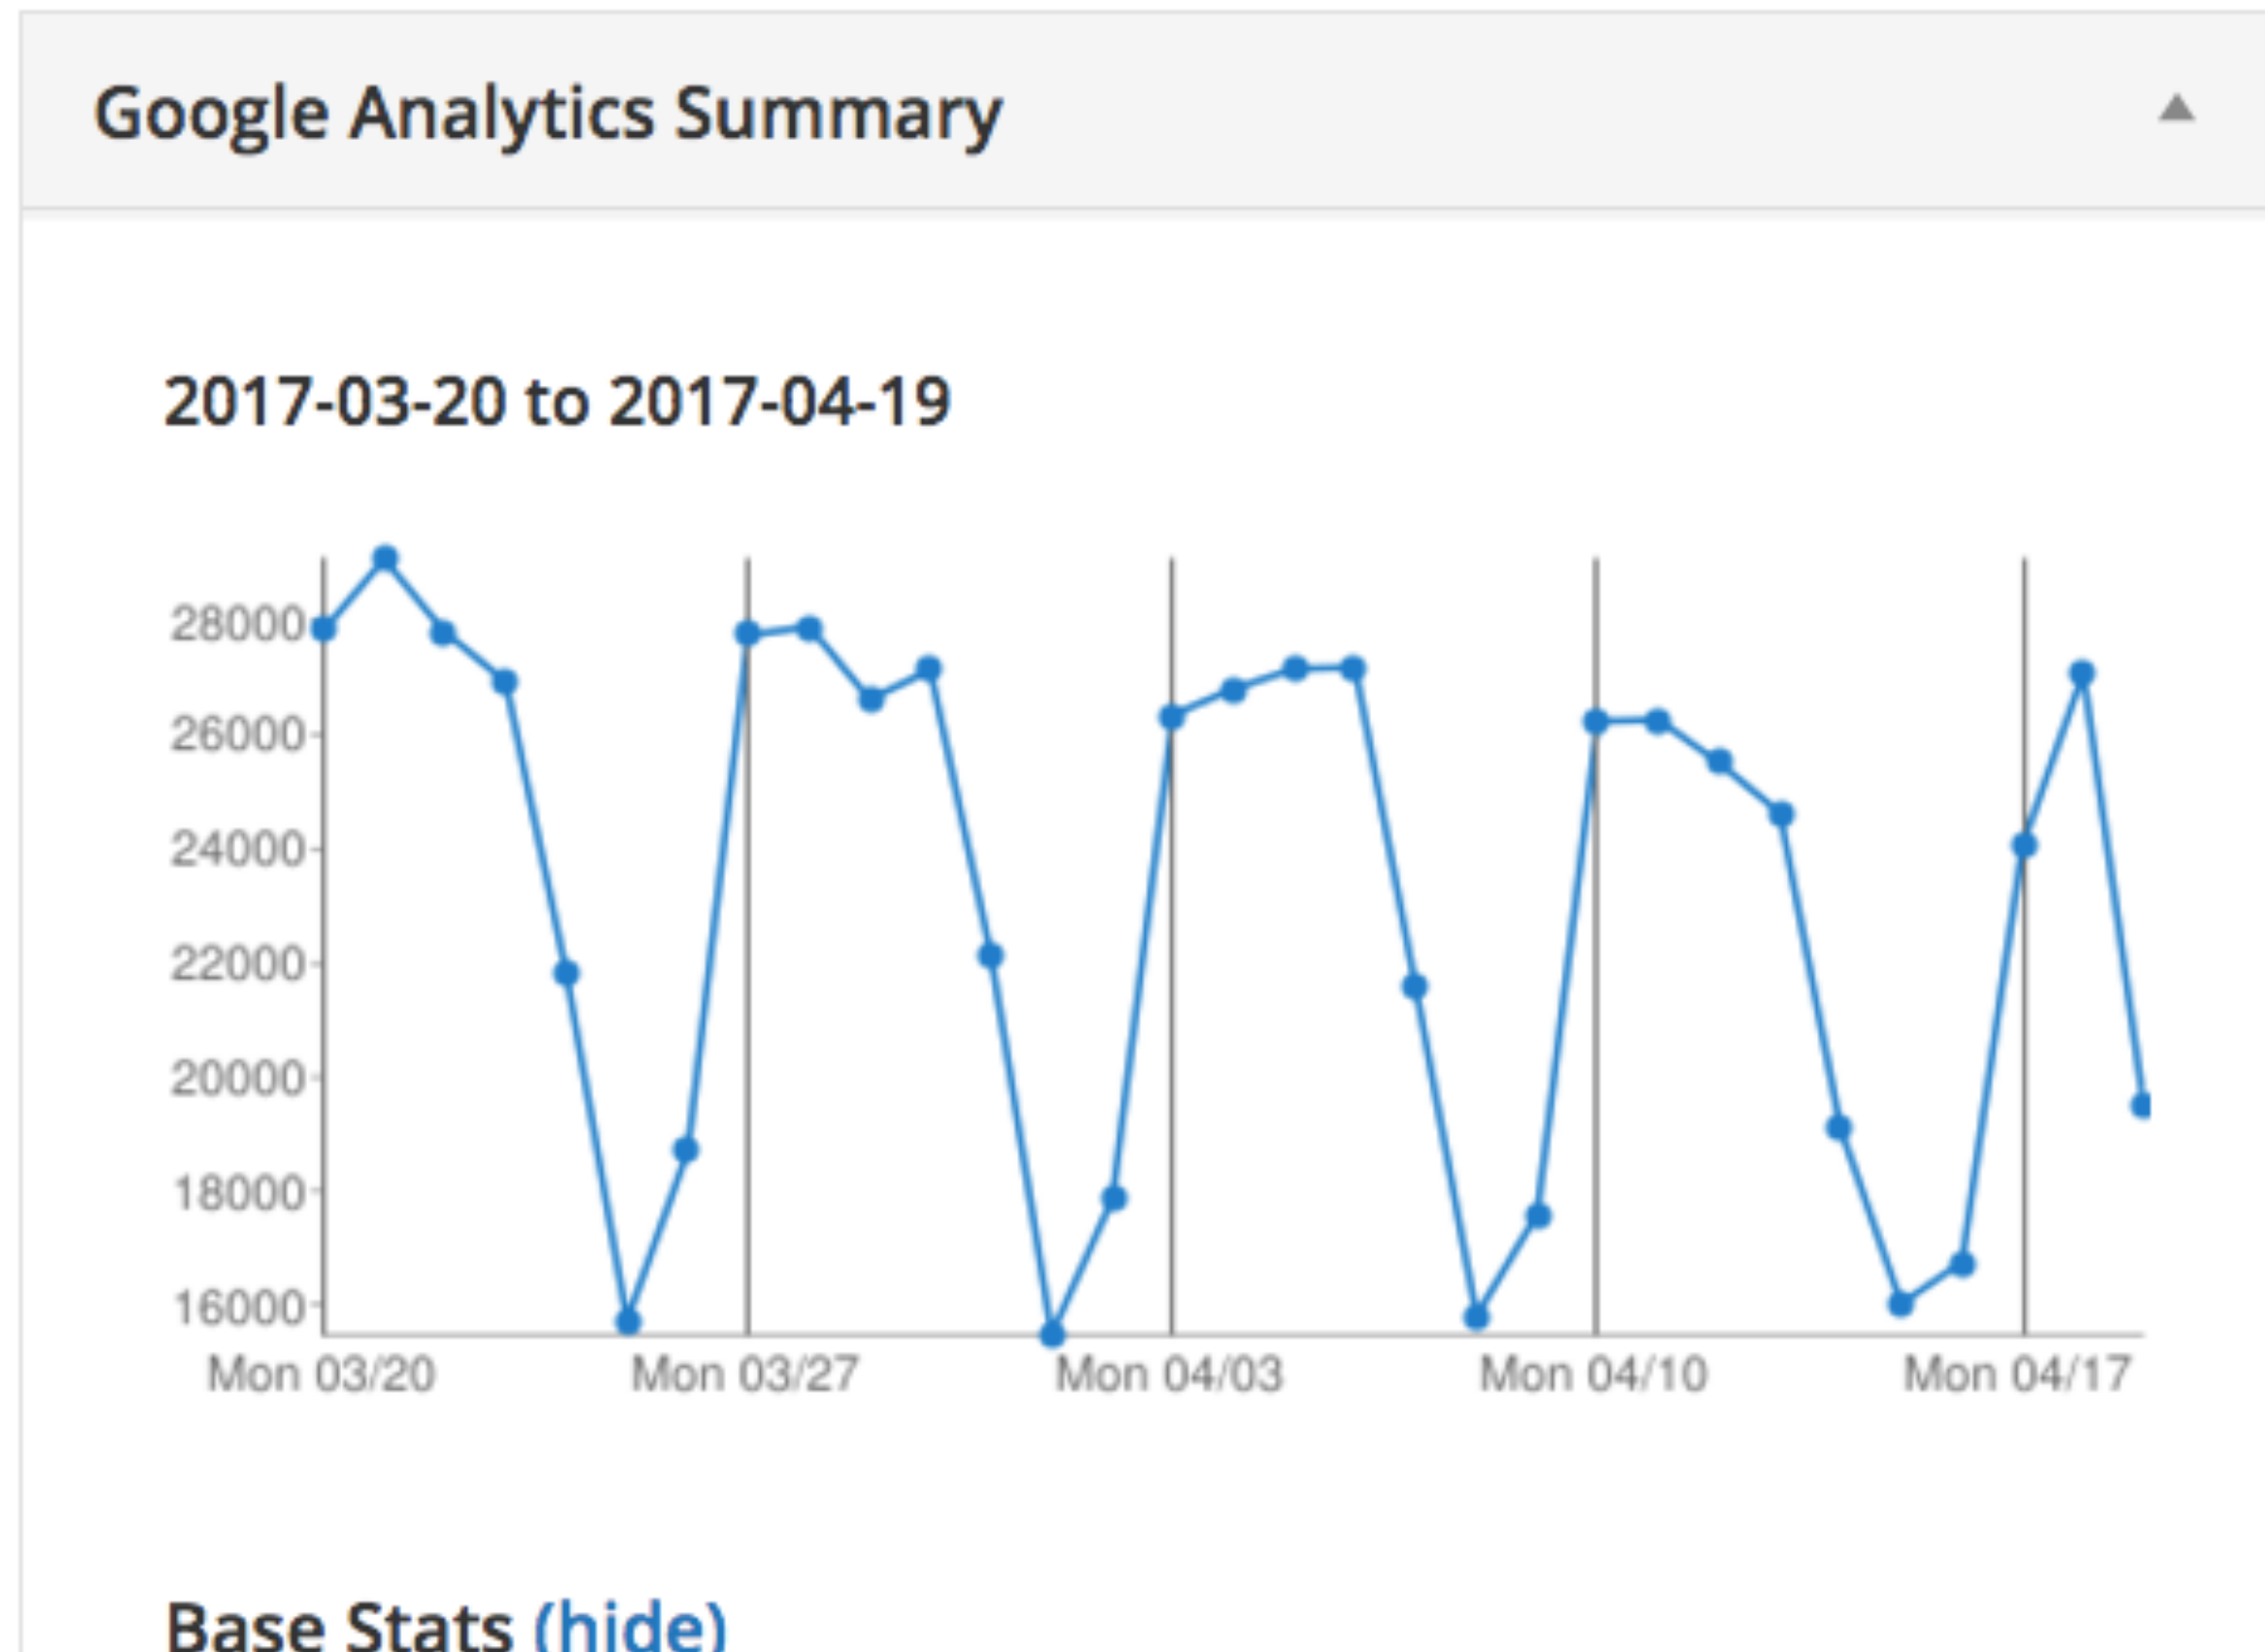 Google Analytics Summary
2017-03-20 to 2017-04-19
28000
26000
24000
22000
20000
18000
16000
Mon 03/20 Mon 03/27 Mon 04/03 Mon 04/10 Mon 04/17
Base Stats (hide)